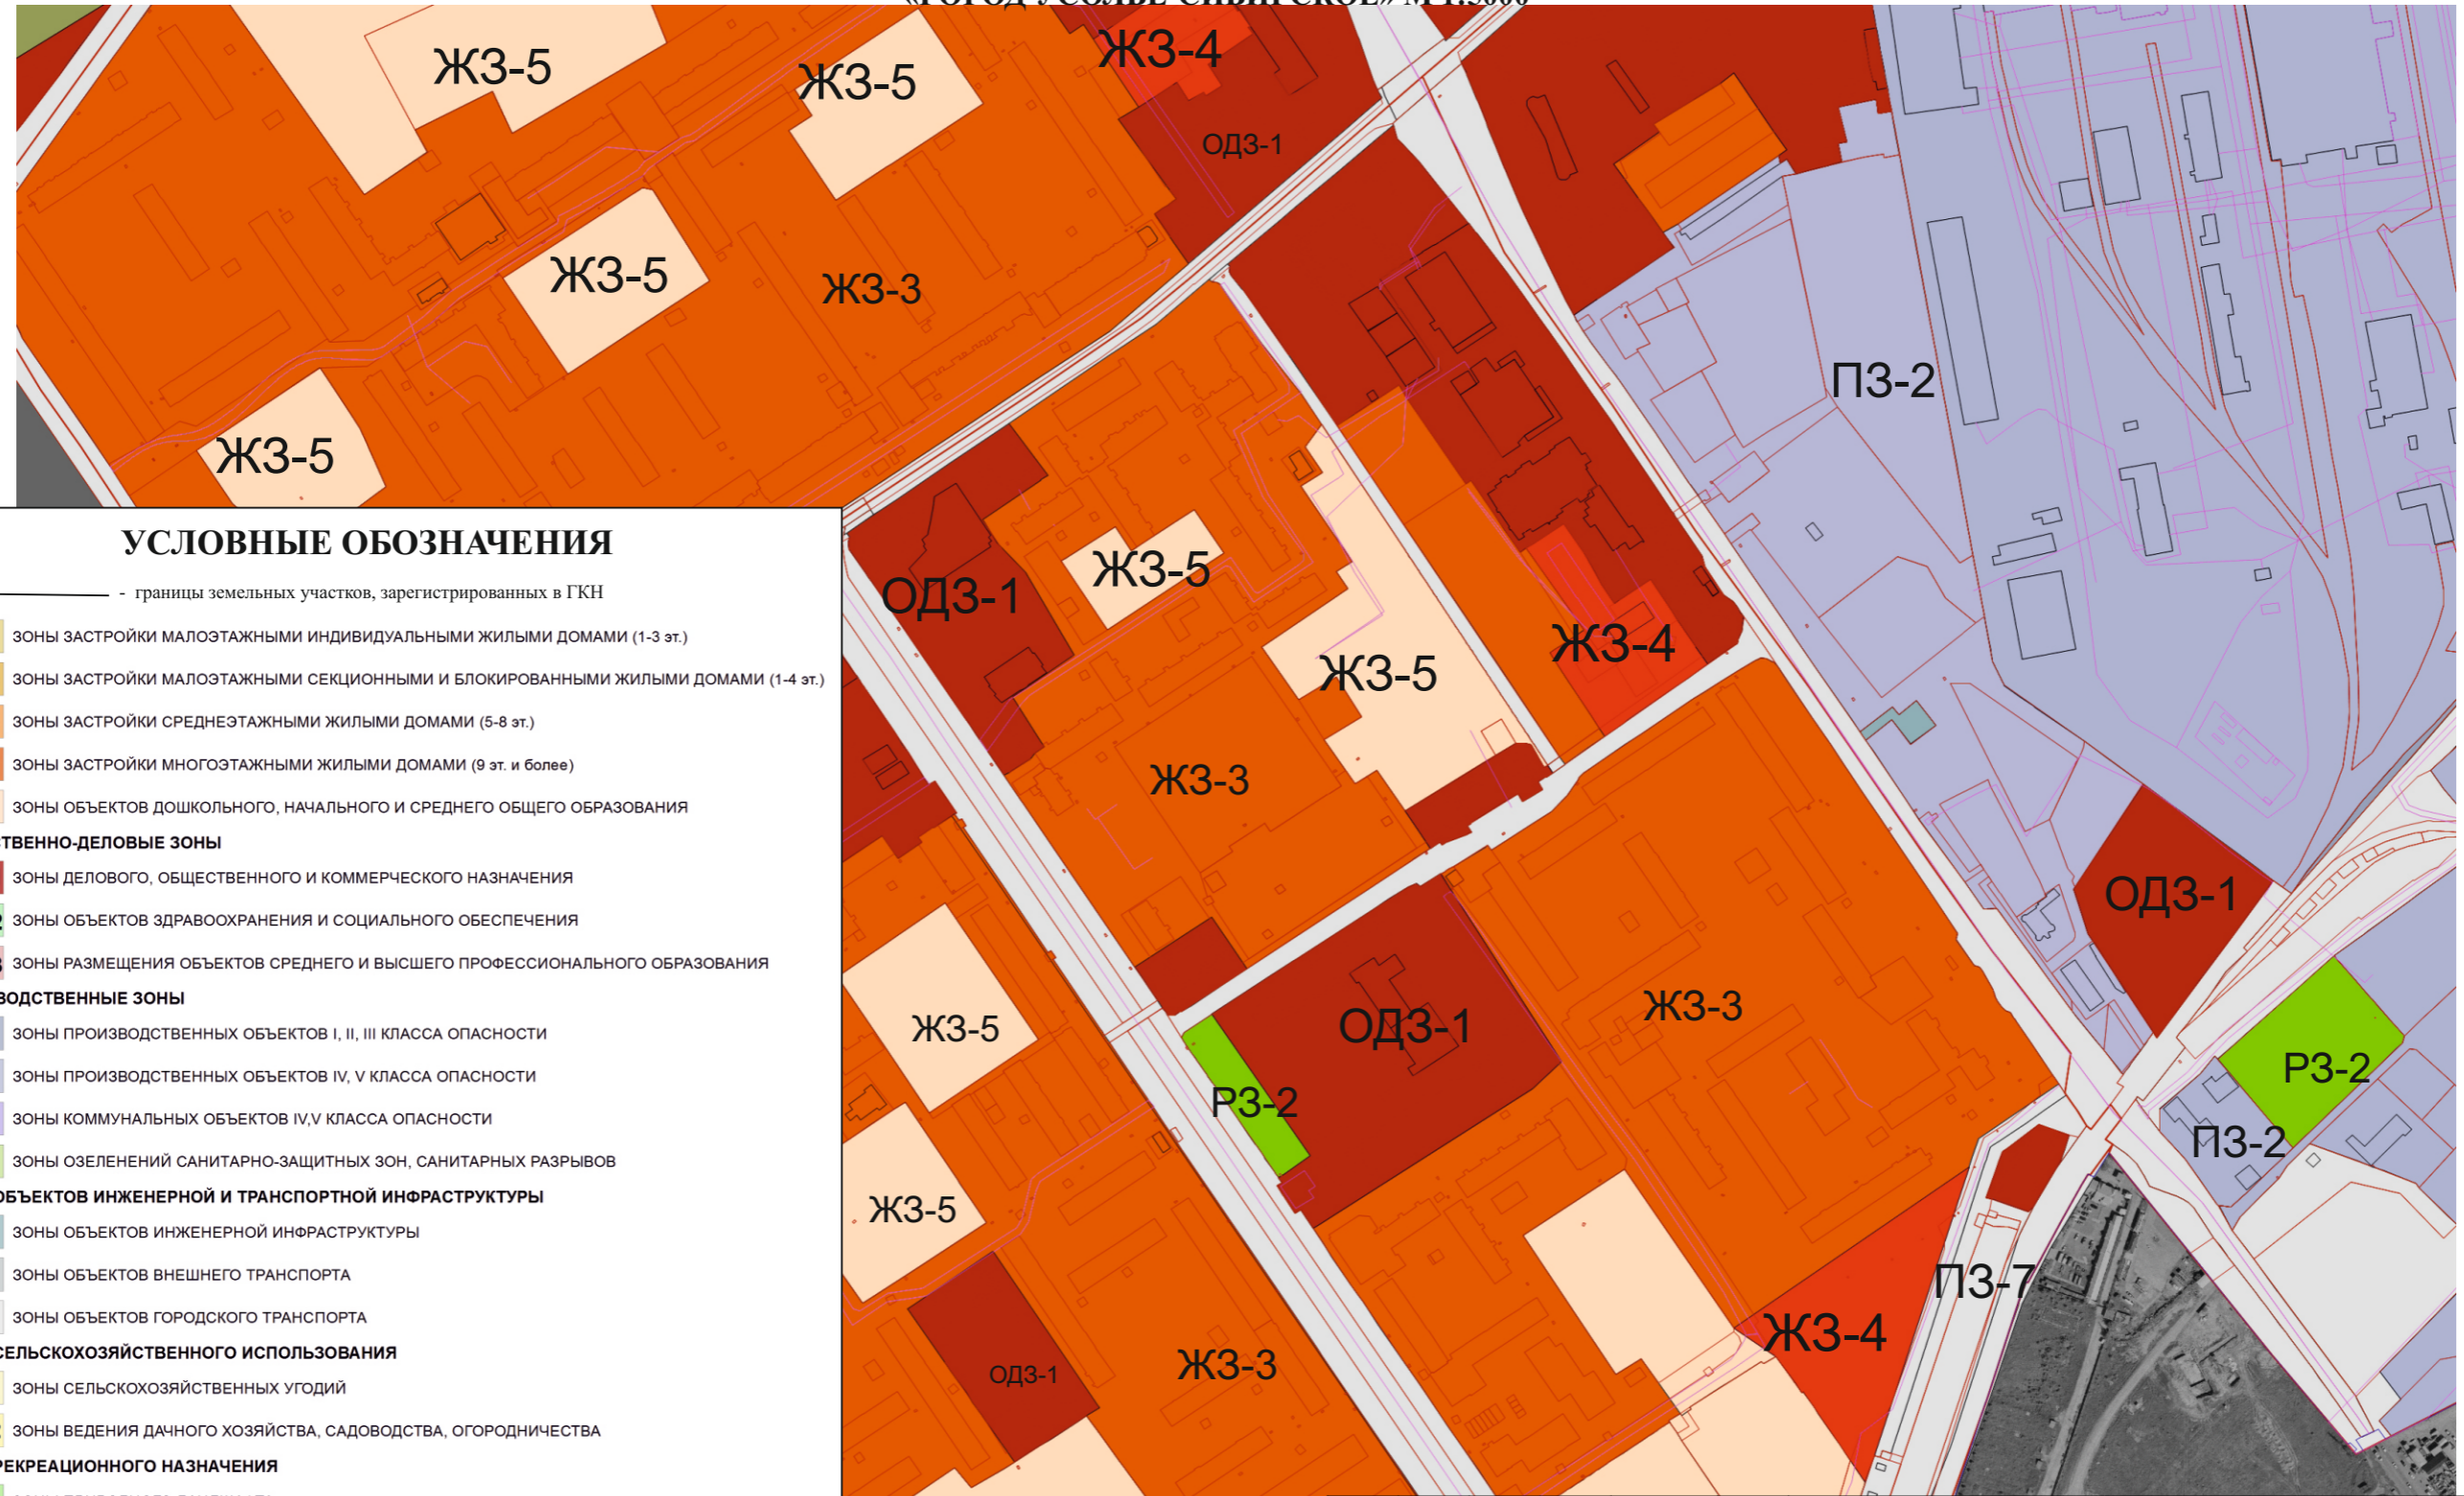 «ГОРОД УСОЛЬЕ-СИБИРСКОЕ» М 1:5000
ЖЗ-5
ЖЗ-5
ЖЗ-4
ОДЗ-1
ЖЗ-5
ЖЗ-3
ПЗ-2
ЖЗ-5
УСЛОВНЫЕ ОБОЗНАЧЕНИЯ
- границы земельных участков, зарегистрированных в ГКН
ЗОНЫ ЗАСТРОЙКИ МАЛОЭТАЖНЫМИ ИНДИВИДУАЛЬНЫМИ ЖИЛЫМИ ДОМАМИ (1-3 эт.)
ЗОНЫ ЗАСТРОЙКИ МАЛОЭТАЖНЫМИ СЕКЦИОННЫМИ И БЛОКИРОВАННЫМИ ЖИЛЫМИ ДОМАМИ (1-4 эт.)
ЗОНЫ ЗАСТРОЙКИ СРЕДНЕЭТАЖНЫМИ ЖИЛЫМИ ДОМАМИ (5-8 эт.)
ЗОНЫ ЗАСТРОЙКИ МНОГОЭТАЖНЫМИ ЖИЛЫМИ ДОМАМИ (9 эт. и более)
ЗОНЫ ОБЪЕКТОВ ДОШКОЛЬНОГО, НАЧАЛЬНОГО И СРЕДНЕГО ОБЩЕГО ОБРАЗОВАНИЯ
СТВЕННО-ДЕЛОВЫЕ ЗОНЫ
ЗОНЫ ДЕЛОВОГО, ОБЩЕСТВЕННОГО И КОММЕРЧЕСКОГО НАЗНАЧЕНИЯ
2 ЗОНЫ ОБЪЕКТОВ ЗДРАВООХРАНЕНИЯ И СОЦИАЛЬНОГО ОБЕСПЕЧЕНИЯ
3 ЗОНЫ РАЗМЕЩЕНИЯ ОБЪЕКТОВ СРЕДНЕГО И ВЫСШЕГО ПРОФЕССИОНАЛЬНОГО ОБРАЗОВАНИЯ
ВОДСТВЕННЫЕ ЗОНЫ
ЗОНЫ ПРОИЗВОДСТВЕННЫХ ОБЪЕКТОВ I, II, III КЛАССА ОПАСНОСТИ
ЗОНЫ ПРОИЗВОДСТВЕННЫХ ОБЪЕКТОВ IV, V КЛАССА ОПАСНОСТИ
ЗОНЫ КОММУНАЛЬНЫХ ОБЪЕКТОВ IV,V КЛАССА ОПАСНОСТИ
ЗОНЫ ОЗЕЛЕНЕНИЙ САНИТАРНО-ЗАЩИТНЫХ ЗОН, САНИТАРНЫХ РАЗРЫВОВ
ОБЪЕКТОВ ИНЖЕНЕРНОЙ И ТРАНСПОРТНОЙ ИНФРАСТРУКТУРЫ
ЗОНЫ ОБЪЕКТОВ ИНЖЕНЕРНОЙ ИНФРАСТРУКТУРЫ
ЗОНЫ ОБЪЕКТОВ ВНЕШНЕГО ТРАНСПОРТА
ЗОНЫ ОБЪЕКТОВ ГОРОДСКОГО ТРАНСПОРТА
СЕЛЬСКОХОЗЯЙСТВЕННОГО ИСПОЛЬЗОВАНИЯ
ЗОНЫ СЕЛЬСКОХОЗЯЙСТВЕННЫХ УГОДИЙ
ЗОНЫ ВЕДЕНИЯ ДАЧНОГО ХОЗЯЙСТВА, САДОВОДСТВА, ОГОРОДНИЧЕСТВА
РЕКРЕАЦИОННОГО НАЗНАЧЕНИЯ
ОДЗ-1
ЖЗ-5
ЖЗ-4
ЖЗ-5
ЖЗ-3
ОДЗ-1
ЖЗ-5
ОДЗ-1
ЖЗ-3
РЗ-2
РЗ-2
ПЗ-2
ЖЗ-5
ПЗ-7
ЖЗ-4
ОДЗ-1
ЖЗ-3